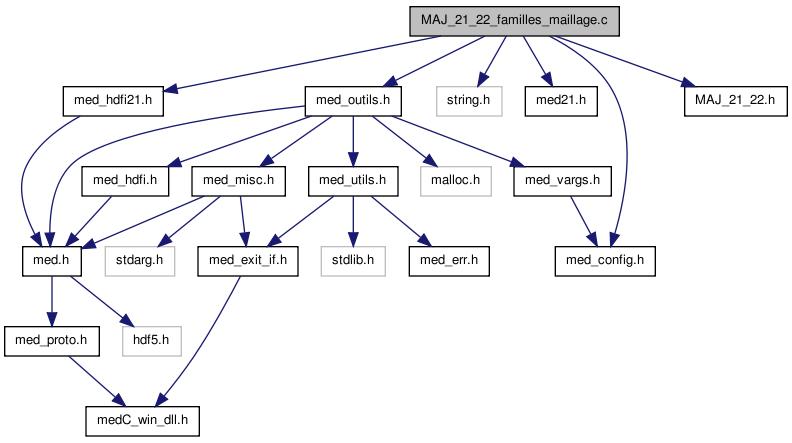 MAJ_21_22_familles_maillage.c
med_hdfi21.h
med_outils.h
string.h
med21.h
MAJ_21_22.h
med_hdfi.h
med_misc.h
med_utils.h
malloc.h
med_vargs.h
med.h
stdarg.h
med_exit_if.h
stdlib.h
med_err.h
med_config.h
med_proto.h
hdf5.h
medC_win_dll.h